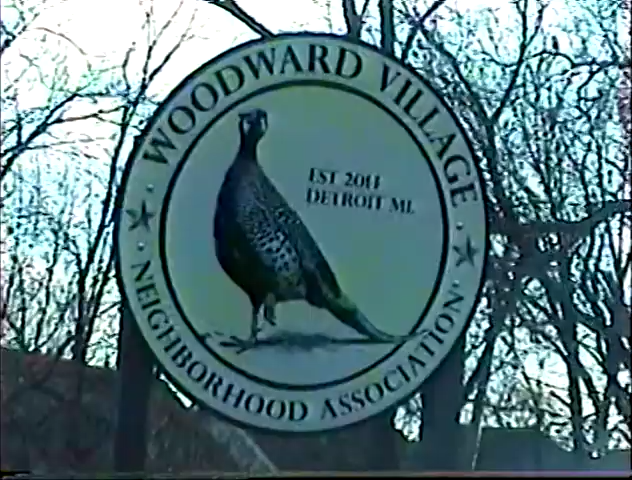 WOODWARD VILLAGE
EST 2011
DETROIT MI.
NEIGHBORHOOD ASSOCIATION